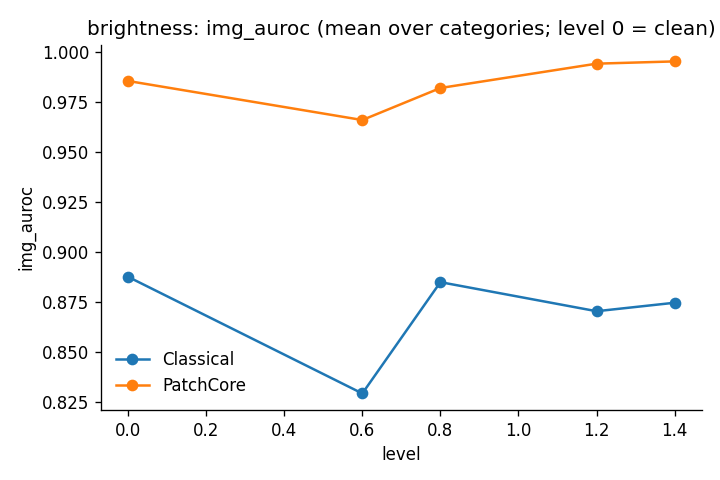 brightness: img_auroc (mean over categories; level 0 = clean)
img_auroc
1.000
0.975
0.950
0.925
0.900
0.875
0.850
0.825
Classical
PatchCore
0.0 0.2 0.4 0.6 0.8 1.0 1.2 1.4
level